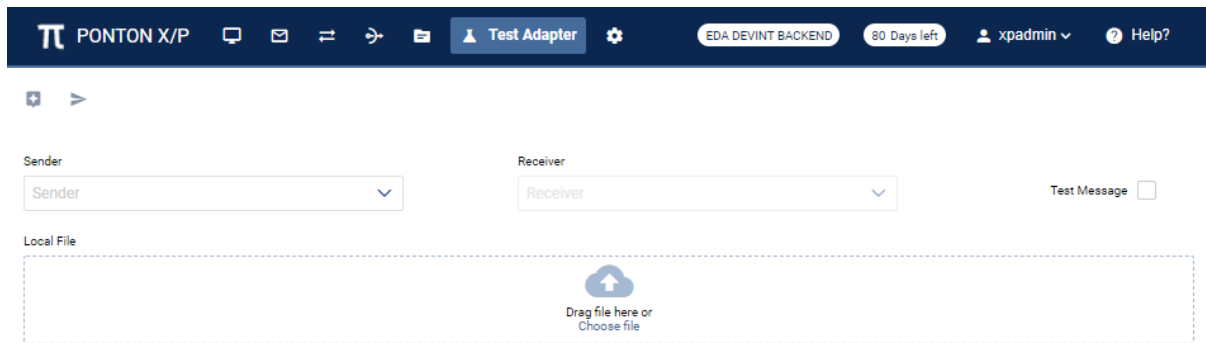 PONTON X/P Test Adapter EDA DEVINT BACKEND 80 Days left xpadmin Help?
Sender Receiver
Sender Receiver Test Message
Local File
Drag file here or
Choose file